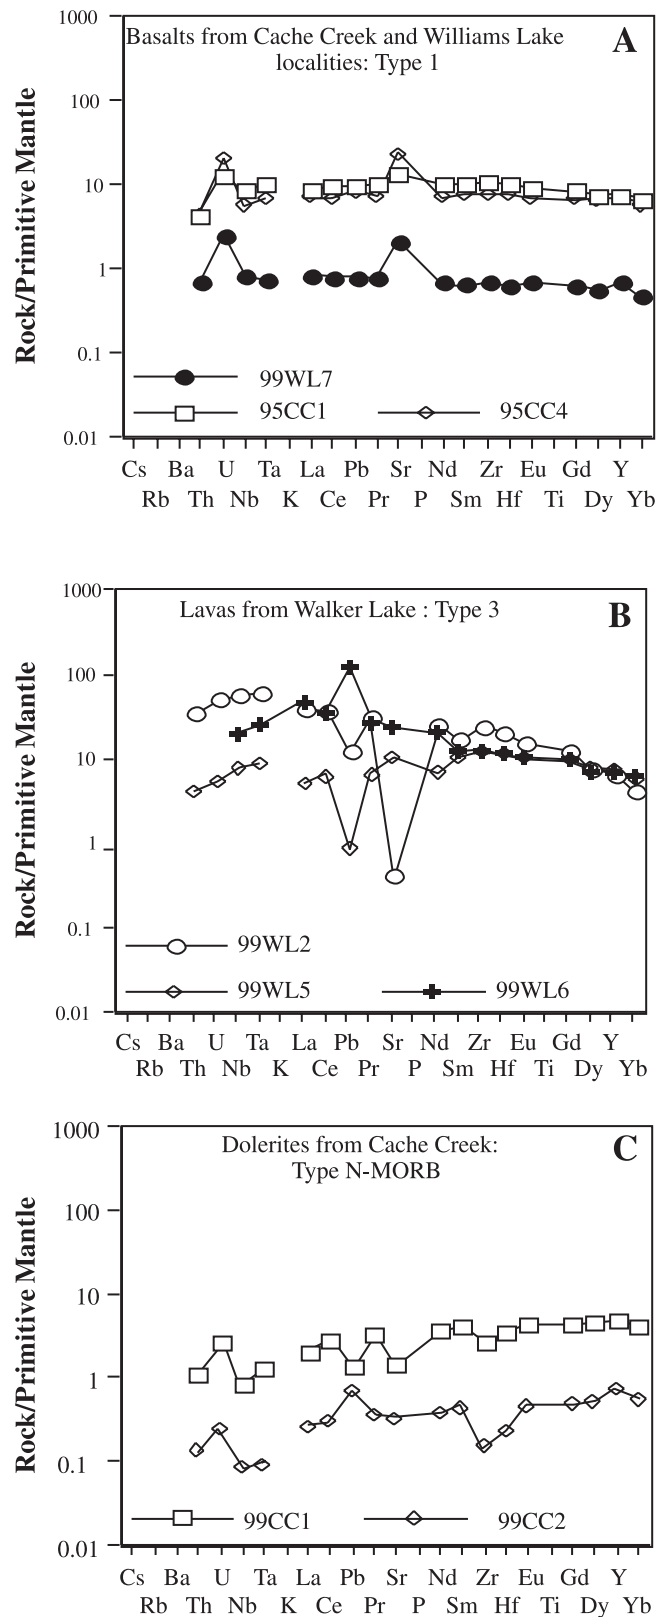 1000
Basalts from Cache Creek and Williams Lake
A
localities: Type 1
100
10
1
0.1
0.01
Rock/Primitive Mantle
99WL7
95CC1 95CC4
Cs Ba U Ta La Pb Sr Nd Zr Eu Gd Y
Rb Th Nb K Ce Pr P Sm Hf Ti Dy Yb
1000
Lavas from Walker Lake : Type 3
B
100
10
1
0.1
0.01
Rock/Primitive Mantle
99WL2
99WL5 99WL6
Cs Ba U Ta La Pb Sr Nd Zr Eu Gd Y
Rb Th Nb K Ce Pr P Sm Hf Ti Dy Yb
1000
Dolerites from Cache Creek:
C
Type N-MORB
100
10
1
0.1
0.01
Rock/Primitive Mantle
99CC1 99CC2
Cs Ba U Ta La Pb Sr Nd Zr Eu Gd Y
Rb Th Nb K Ce Pr P Sm Hf Ti Dy Yb